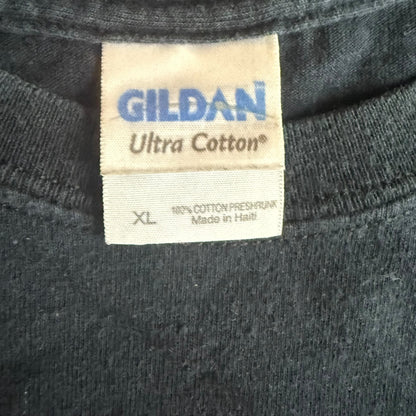 GILDAN
Ultra Cotton®
XL
100% COTTON PRESHRUNK
Made in Haiti